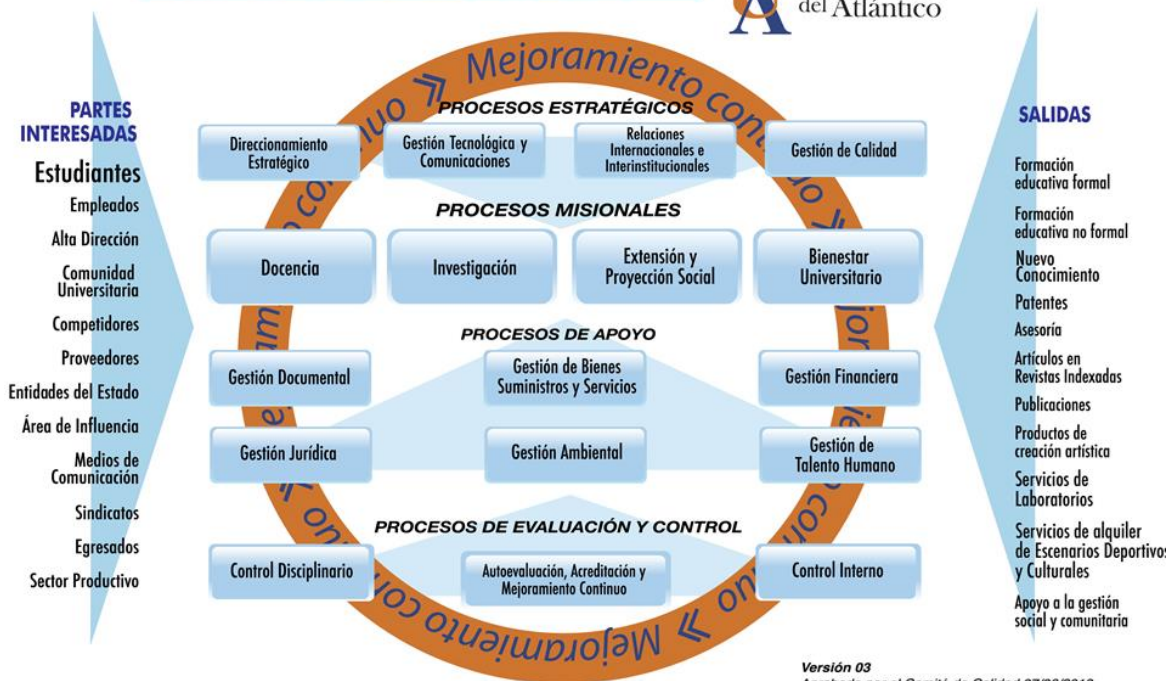 del Atlántico
Mejoramiento continuo
Mejoramiento continuo
PARTES
INTERESADAS
Estudiantes
Empleados
Alta Dirección
Comunidad
Universitaria
Competidores
Proveedores
Entidades del Estado
Área de Influencia
Medios de
Comunicación
Sindicatos
Egresados
Sector Productivo
PROCESOS ESTRATÉGICOS
Direccionamiento
Estratégico
Gestión Tecnológica y
Comunicaciones
Relaciones
Internacionales e
Interinstitucionales
Gestión de Calidad
PROCESOS MISIONALES
Docencia
Investigación
Extensión y
Proyección Social
Bienestar
Universitario
PROCESOS DE APOYO
Gestión Documental
Gestión de Bienes
Suministros y Servicios
Gestión Financiera
Gestión Jurídica
Gestión Ambiental
Gestión de
Talento Humano
PROCESOS DE EVALUACIÓN Y CONTROL
Control Disciplinario
Autoevaluación, Acreditación y
Mejoramiento Continuo
Control Interno
SALIDAS
Formación
educativa formal
Formación
educativa no formal
Nuevo
Conocimiento
Patentes
Asesoría
Artículos en
Revistas Indexadas
Publicaciones
Productos de
creación artística
Servicios de
Laboratorios
Servicios de alquiler
de Escenarios Deportivos
y Culturales
Apoyo a la gestión
social y comunitaria
Versión 03